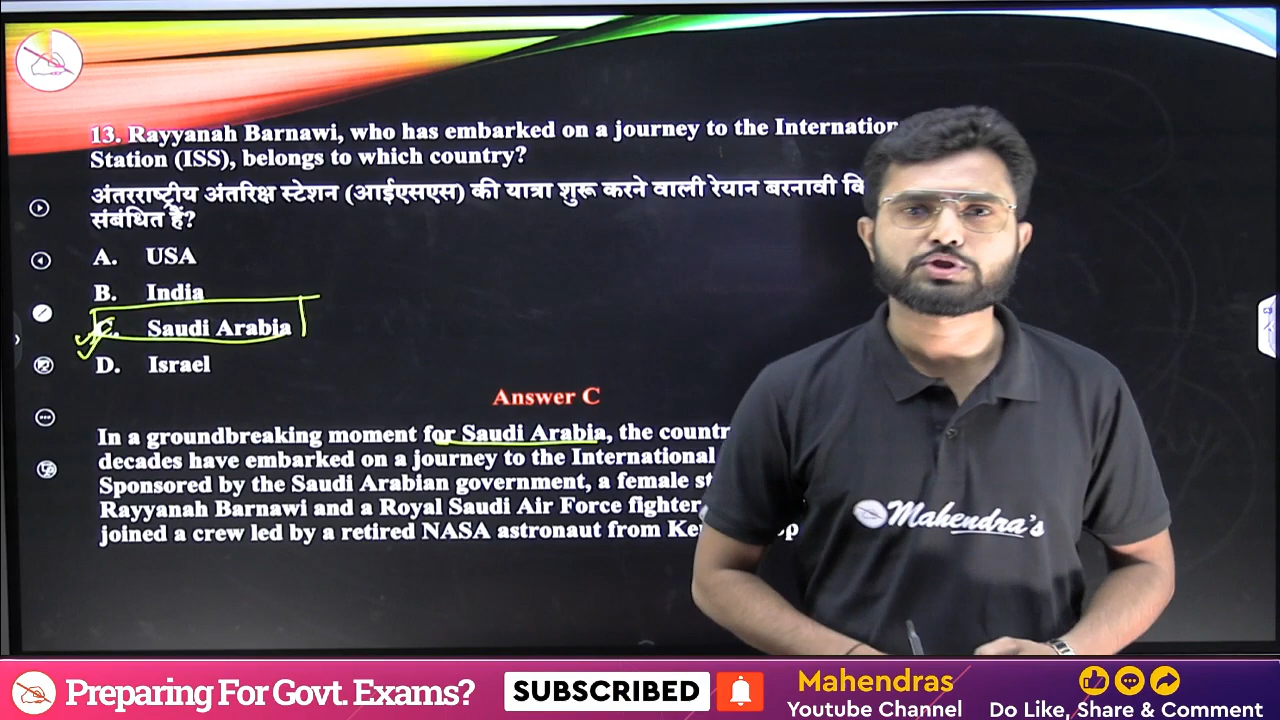 13. Rayyanah Barnawi, who has embarked on a journey to the Internation
Station (ISS), belongs to which country?
अंतरराष्ट्रीय अंतरिक्ष स्टेशन (आईएसएस) की यात्रा शुरू करने वाली रेयान बरनावी कि
संबंधित हैं?
A. USA
B. India
C. Saudi Arabia
D. Israel
Answer C
In a groundbreaking moment for Saudi Arabia, the countr
decades have embarked on a journey to the International
Sponsored by the Saudi Arabian government, a female st
Rayyanah Barnawi and a Royal Saudi Air Force fighter
joined a crew led by a retired NASA astronaut from Ke
Mahendra's
Preparing For Govt. Exams?
SUBSCRIBED
Mahendras
Youtube Channel
Do Like, Share & Comment